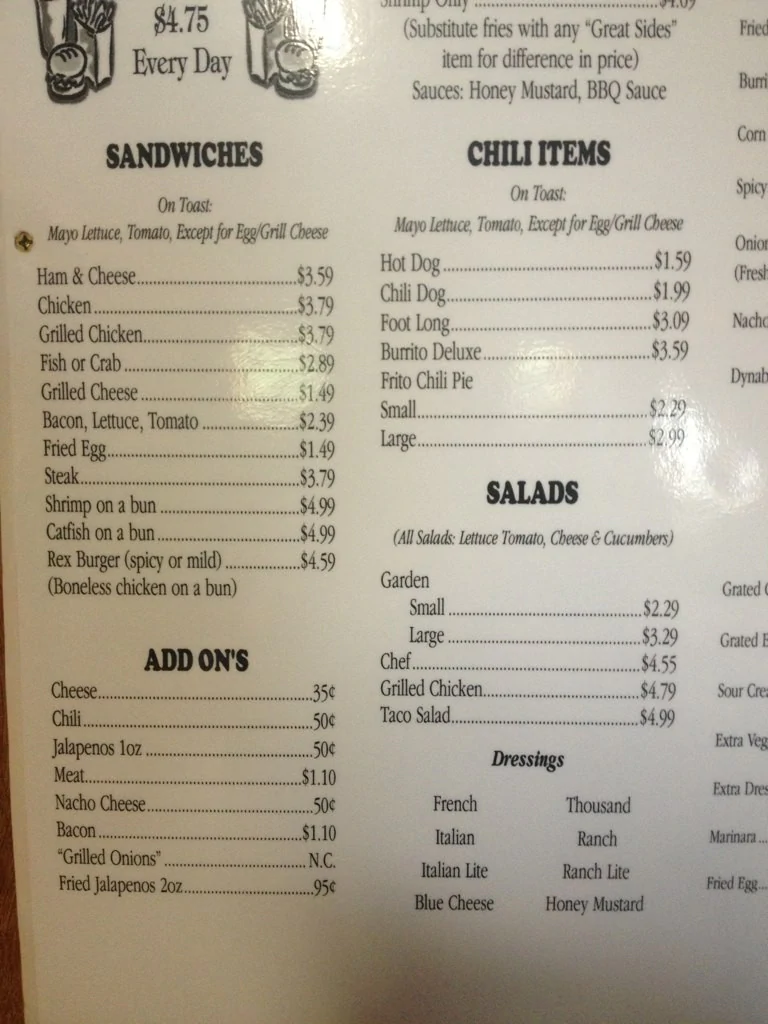 $4.75
Every Day
Shrimp Only $4.09
(Substitute fries with any “Great Sides”
item for difference in price)
Sauces: Honey Mustard, BBQ Sauce
SANDWICHES
On Toast:
Mayo Lettuce, Tomato, Except for Egg/Grill Cheese
Ham & Cheese $3.59
Chicken $3.79
Grilled Chicken $3.79
Fish or Crab $2.89
Grilled Cheese $1.49
Bacon, Lettuce, Tomato $2.39
Fried Egg $1.49
Steak $3.79
Shrimp on a bun $4.99
Catfish on a bun $4.99
Rex Burger (spicy or mild) $4.59
(Boneless chicken on a bun)
ADD ON'S
Cheese 35¢
Chili 50¢
Jalapenos 1oz 50¢
Meat $1.10
Nacho Cheese 50¢
Bacon $1.10
“Grilled Onions” N.C.
Fried Jalapenos 2oz 95¢
CHILI ITEMS
On Toast:
Mayo Lettuce, Tomato, Except for Egg/Grill Cheese
Hot Dog $1.59
Chili Dog $1.99
Foot Long $3.09
Burrito Deluxe $3.59
Frito Chili Pie
Small $2.29
Large $2.99
SALADS
(All Salads: Lettuce Tomato, Cheese & Cucumbers)
Garden
Small $2.29
Large $3.29
Chef $4.55
Grilled Chicken $4.79
Taco Salad $4.99
Dressings
French Thousand
Italian Ranch
Italian Lite Ranch Lite
Blue Cheese Honey Mustard
Fried
Corn
Spicy
(Fresh
Grated
Grated
Sour
Extra
Extra
Marinara
Fried Egg